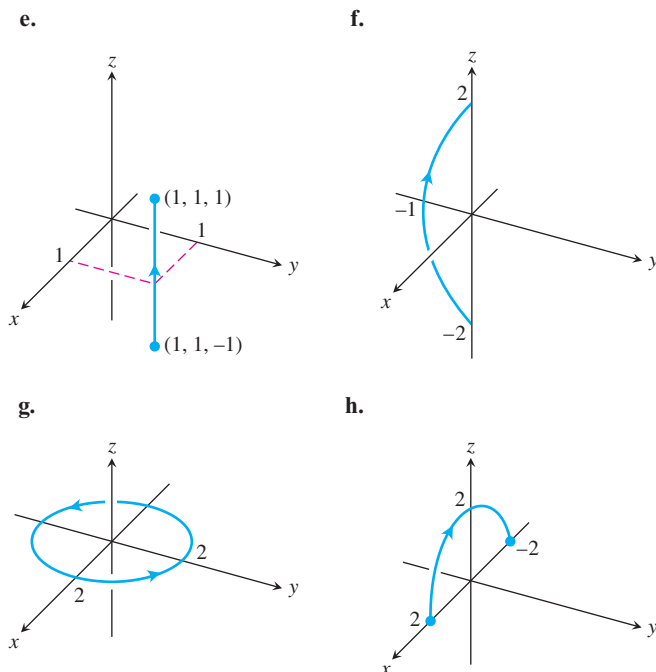 e.
z
(1, 1, 1)
1
1
y
x
(1, 1, –1)
f.
z
2
–1
y
x
–2
g.
z
2
2
y
x
h.
z
2
–2
2
y
x